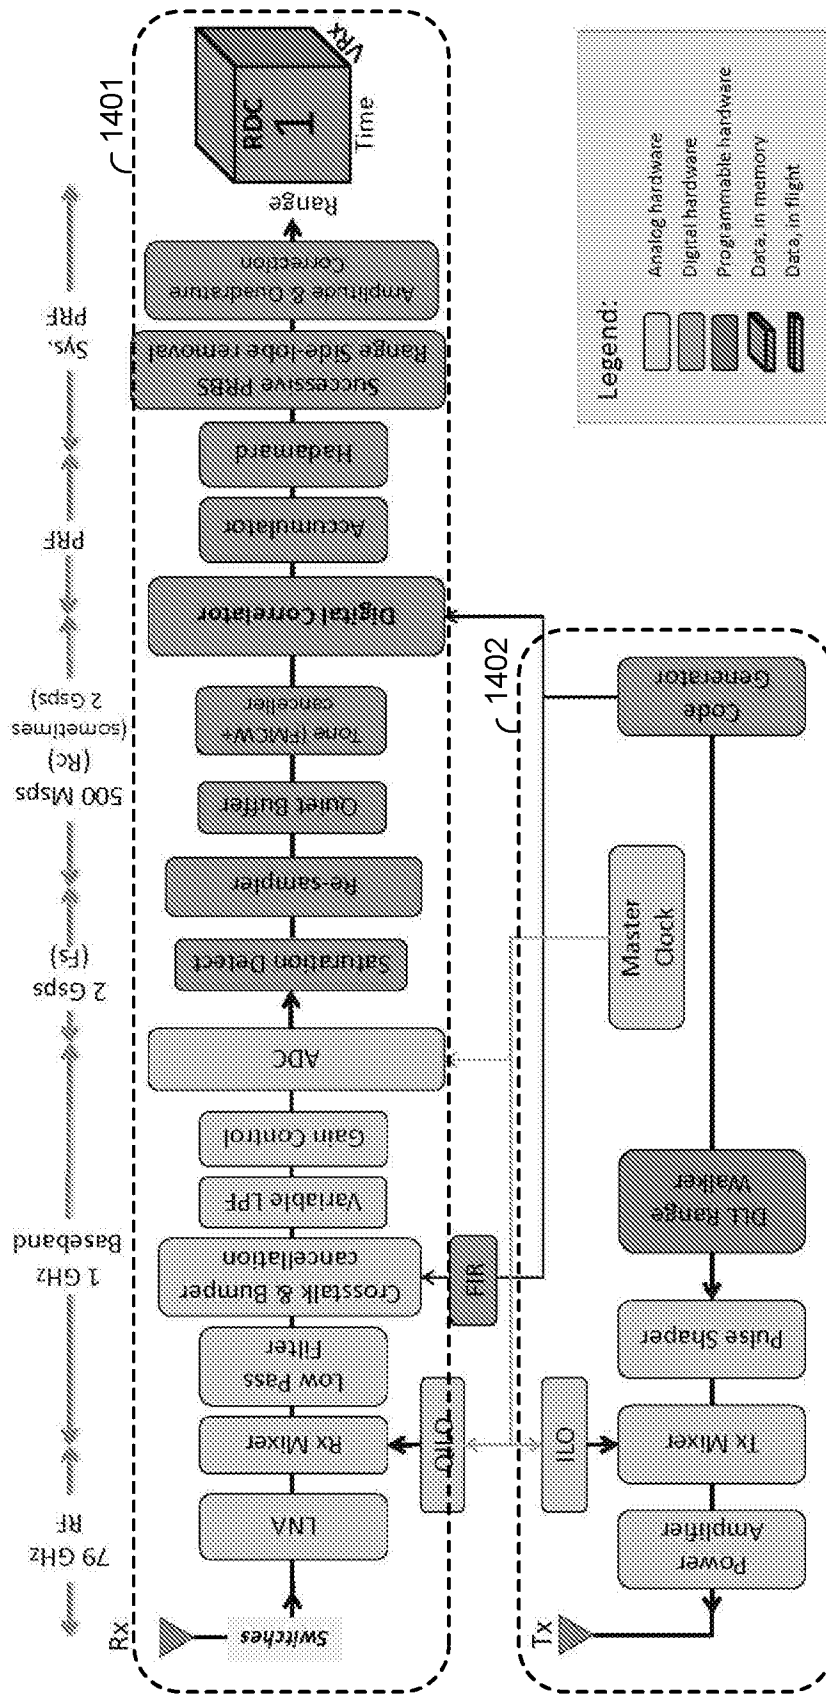 79 GHz
RF
1 GHz
Baseband
2 Gsps
(Fs)
500 Msps
(Rc)
(sometimes
2 Gsps)
PRF
Sys.
PRF
1401
Rx
Switches
LNA
Rx Mixer
Low Pass
Filter
Crosstalk & Bumper
cancellation
Variable LPF
Gain Control
ADC
Saturation Detect
Re-sampler
Quiet Buffer
Tone (FMCW+
canceller
Digital Correlator
Accumulator
Hadamard
Successive PRBS
Range Side-lobe removal
Amplitude & Quadrature
Correction
Range
RDC
1
Time
VRx
QILO
FIR
ILO
1402
Tx
Power
Amplifier
Tx Mixer
Pulse Shaper
DLL Range
Walker
Master
Clock
Code
Generator
Legend:
Analog hardware
Digital hardware
Programmable hardware
Data, in memory
Data, in flight